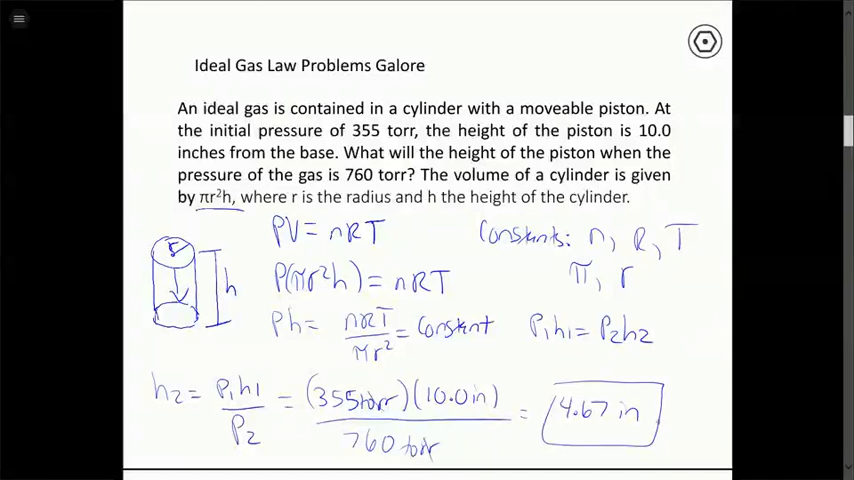 Ideal Gas Law Problems Galore
An ideal gas is contained in a cylinder with a moveable piston. At
the initial pressure of 355 torr, the height of the piston is 10.0
inches from the base. What will the height of the piston when the
pressure of the gas is 760 torr? The volume of a cylinder is given
by πr²h, where r is the radius and h the height of the cylinder.
PV = nRT
Constants: n, R, T
π, r
h
P(πr²h) = nRT
Ph = nRT/πr² = constant
P₁h₁ = P₂h₂
h₂ = P₁h₁/P₂ = (355torr)(10.0in)/760 torr = 4.67 in